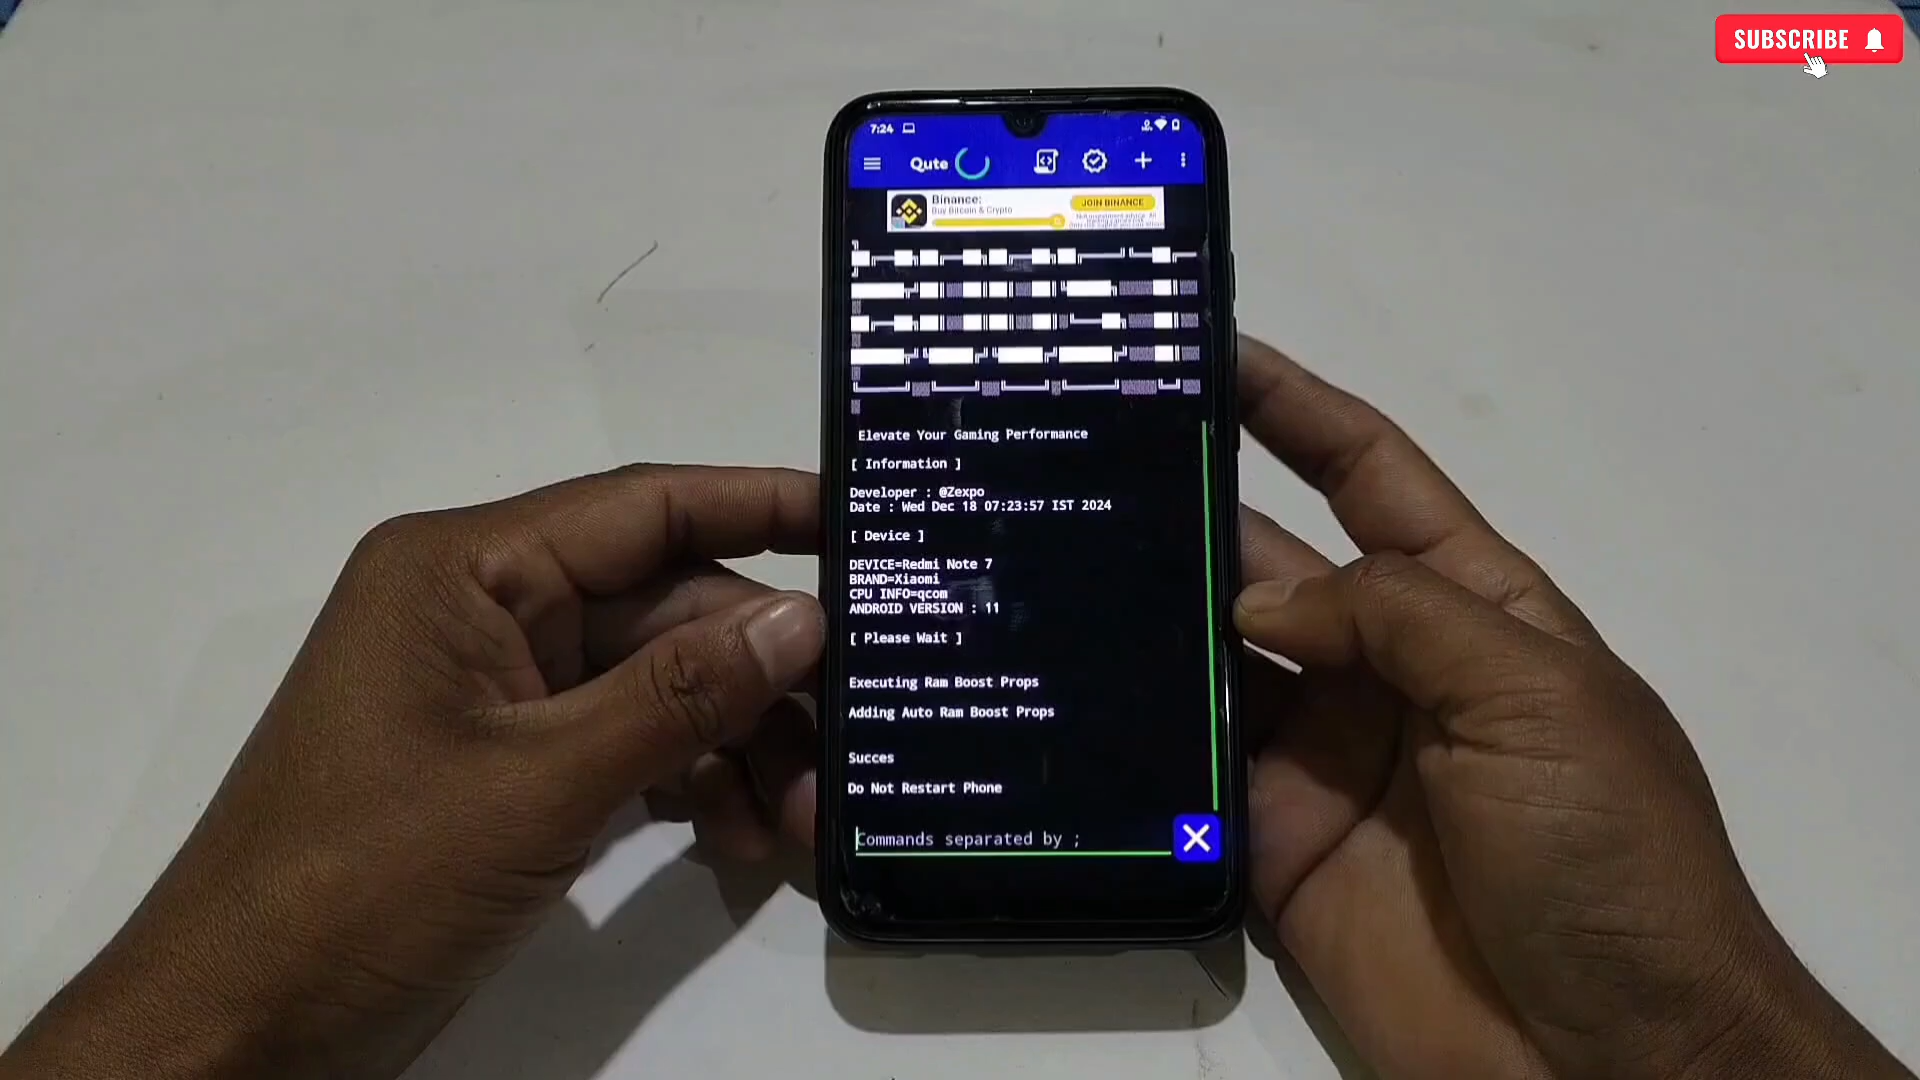 SUBSCRIBE
7:24
Qute
Binance:
Buy Bitcoin & Crypto
JOIN BINANCE
Elevate Your Gaming Performance
[ Information ]
Developer : @Zexpo
Date : Wed Dec 18 07:23:57 IST 2024
[ Device ]
DEVICE=Redmi Note 7
BRAND=Xiaomi
CPU INFO=qcom
ANDROID VERSION : 11
[ Please Wait ]
Executing Ram Boost Props
Adding Auto Ram Boost Props
Succes
Do Not Restart Phone
Commands separated by ;